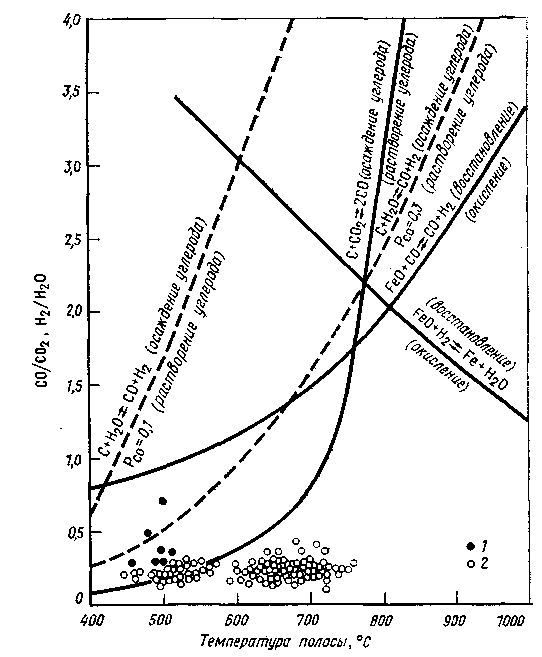 4,0
3,5
3,0
2,5
2,0
1,5
1,0
0,5
0
CO/CO₂, H₂/H₂O
400 500 600 700 800 900 1000
Температура полосы, °C
C+H₂O⇄CO+H₂ (осаждение углерода)
Pco=0,1 (растворение углерода)
C+CO₂⇄2CO (осаждение углерода)
(растворение углерода)
C+H₂O⇄CO+H₂ (осаждение углерода)
Pco=0,3 (растворение углерода)
FeO+CO⇄CO+H₂ (восстановление)
(окисление)
(восстановление)
FeO+H₂⇄Fe+H₂O
(окисление)
1
2